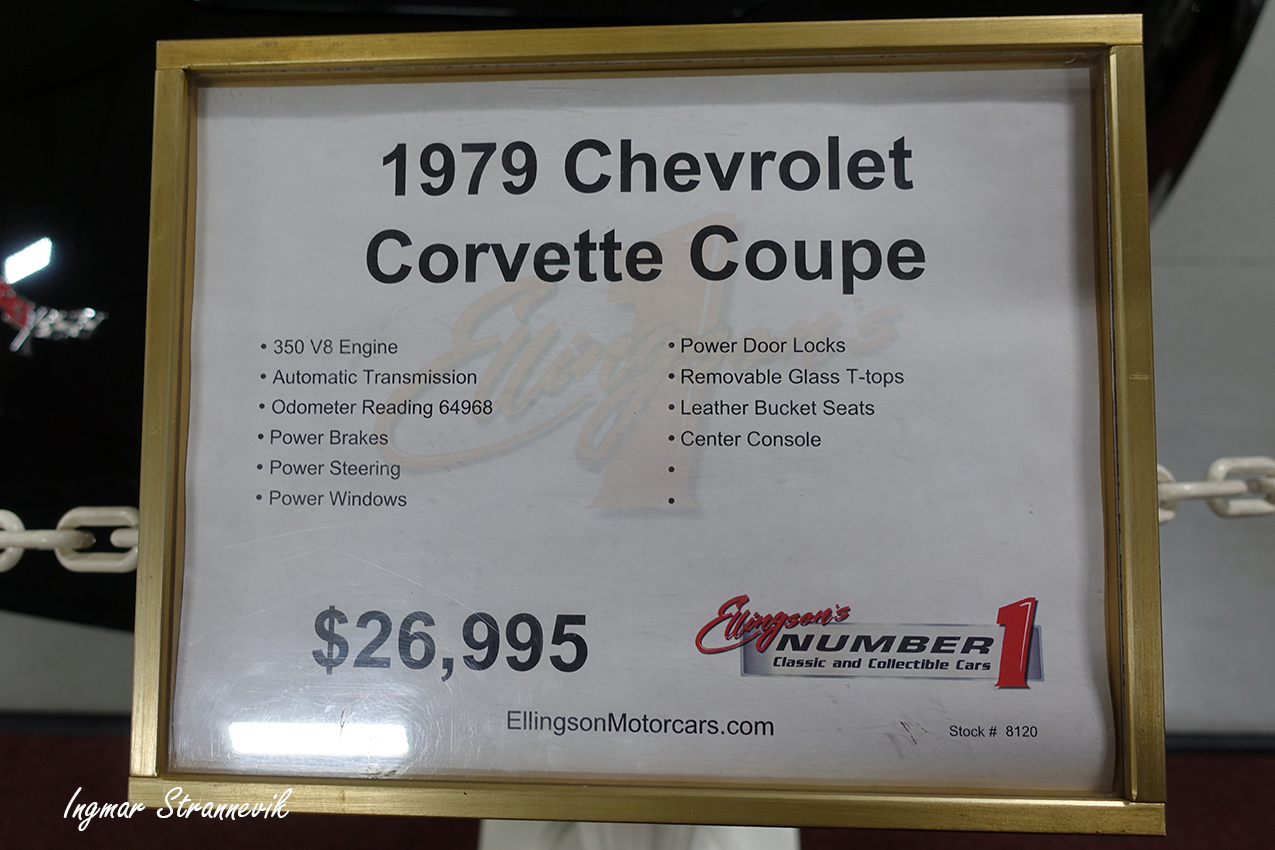 1979 Chevrolet
Corvette Coupe
• 350 V8 Engine
• Automatic Transmission
• Odometer Reading 64968
• Power Brakes
• Power Steering
• Power Windows
• Power Door Locks
• Removable Glass T-tops
• Leather Bucket Seats
• Center Console
•
•
Ellingson's 1
$26,995
Ellingson's
NUMBER 1
Classic and Collectible Cars
EllingsonMotorcars.com
Stock # 8120
Ingmar Strannevik